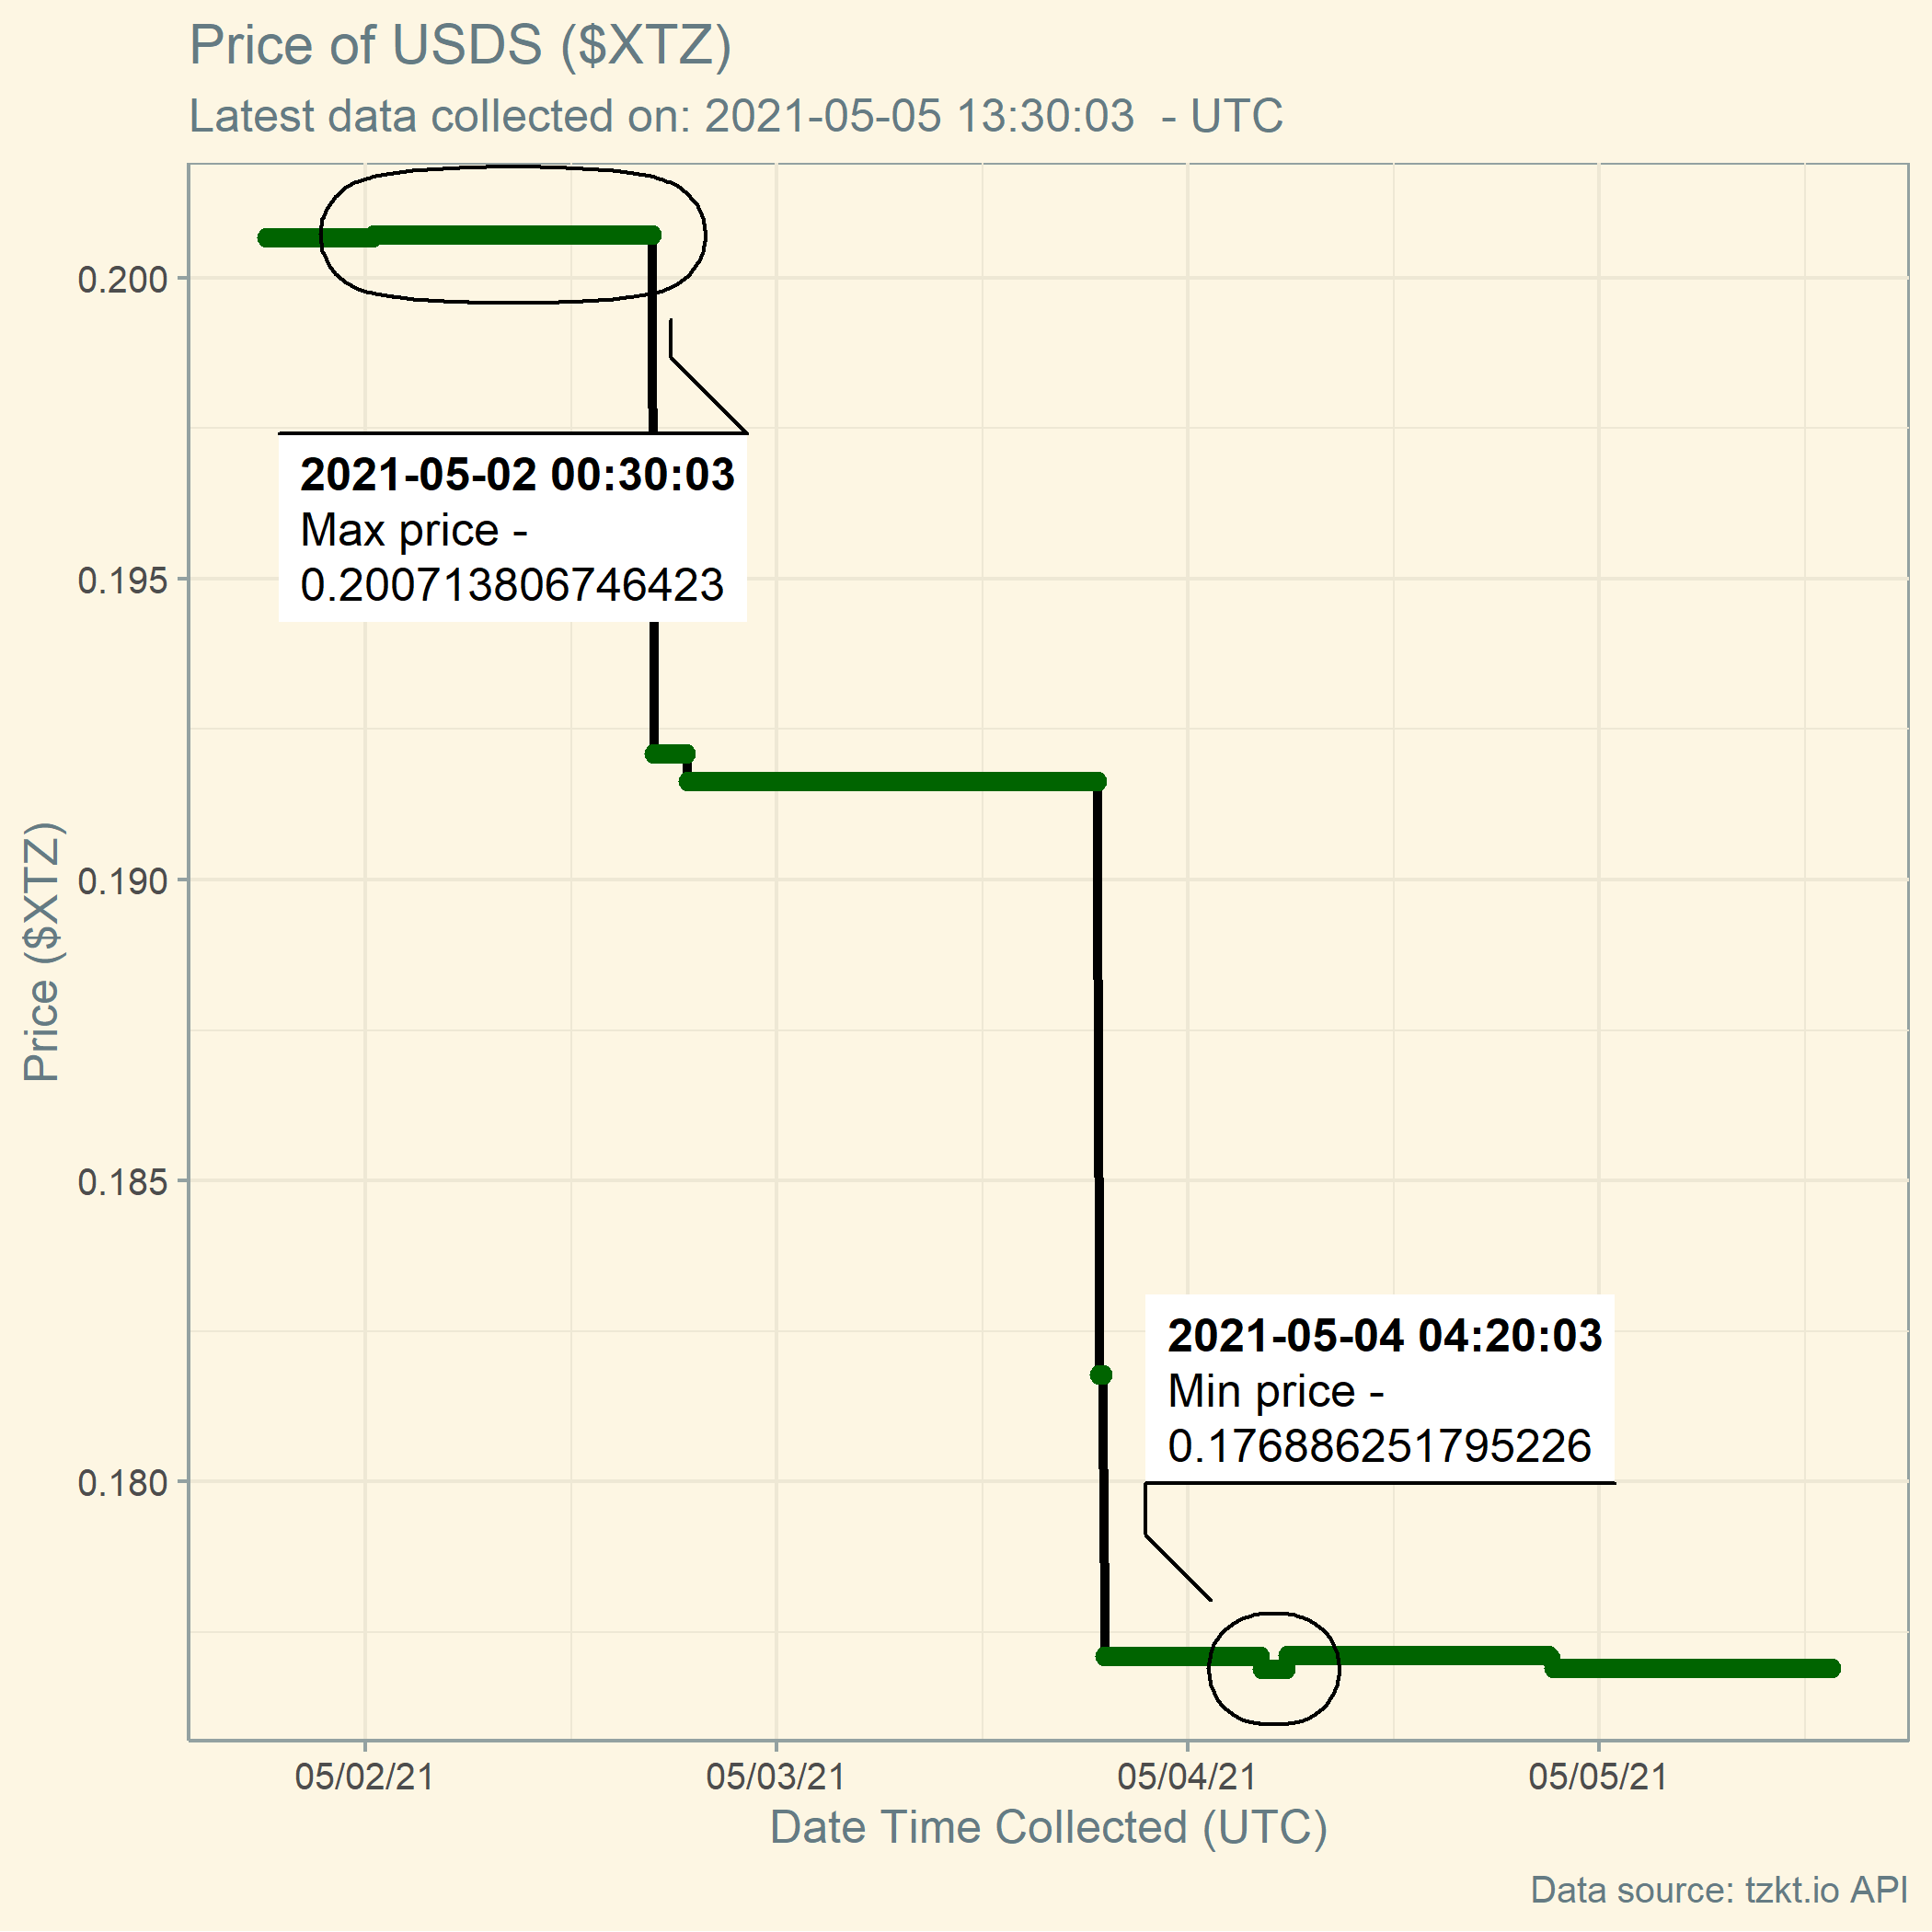 Price of USDS ($XTZ)
Latest data collected on: 2021-05-05 13:30:03  - UTC
Price ($XTZ)
0.200
0.195
0.190
0.185
0.180
2021-05-02 00:30:03
Max price -
0.200713806746423
2021-05-04 04:20:03
Min price -
0.176886251795226
05/02/21
05/03/21
05/04/21
05/05/21
Date Time Collected (UTC)
Data source: tzkt.io API